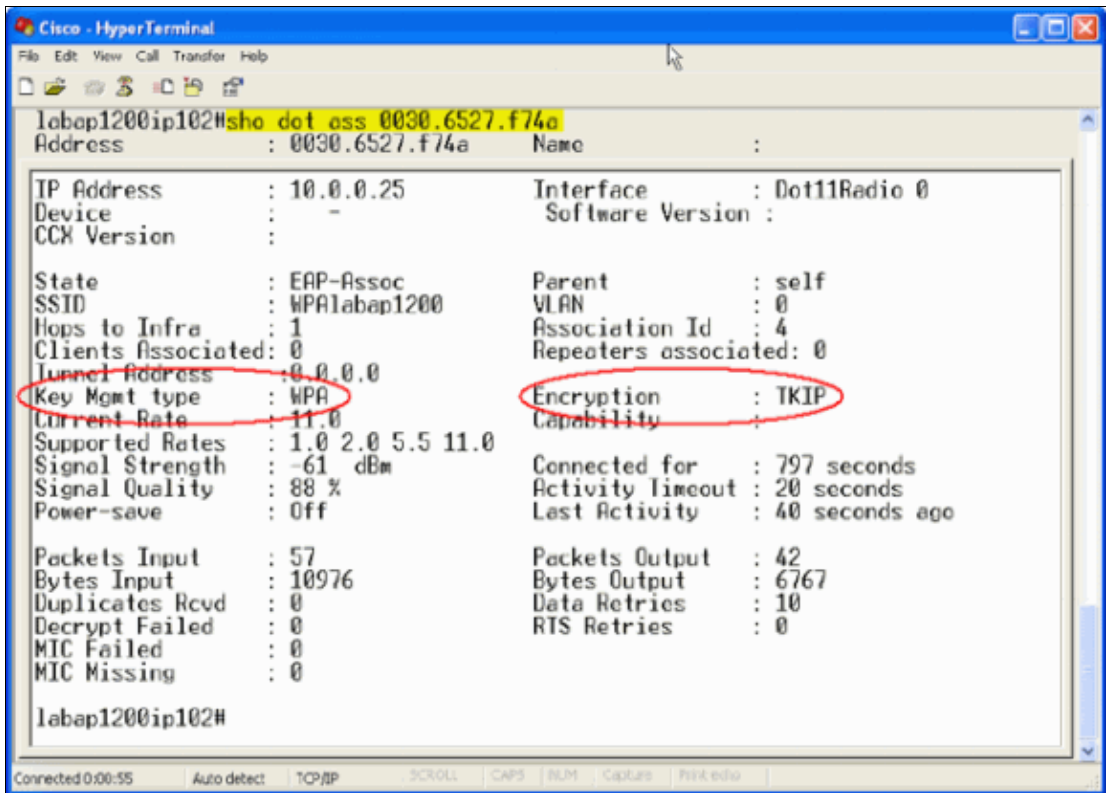 Cisco - HyperTerminal
File Edit View Call Transfer Help
labap1200ip102#sho dot ass 0030.6527.f74a
Address : 0030.6527.f74a Name :
IP Address : 10.0.0.25 Interface : Dot11Radio 0
Device : - Software Version :
CCX Version :
State : EAP-Assoc Parent : self
SSID : WPAlabap1200 VLAN : 0
Hops to Infra : 1 Association Id : 4
Clients Associated: 0 Repeaters associated: 0
Tunnel Address :0.0.0.0
Key Mgmt type : WPA Encryption : TKIP
Current Rate : 11.0 Capability :
Supported Rates : 1.0 2.0 5.5 11.0
Signal Strength : -61 dBm Connected for : 797 seconds
Signal Quality : 88 % Activity Timeout : 20 seconds
Power-save : Off Last Activity : 40 seconds ago
Packets Input : 57 Packets Output : 42
Bytes Input : 10976 Bytes Output : 6767
Duplicates Rcvd : 0 Data Retries : 10
Decrypt Failed : 0 RTS Retries : 0
MIC Failed : 0
MIC Missing : 0
labap1200ip102#
Connected 0:00:55 Auto detect TCP/IP SCROLL CAPS NUM Capture Print echo